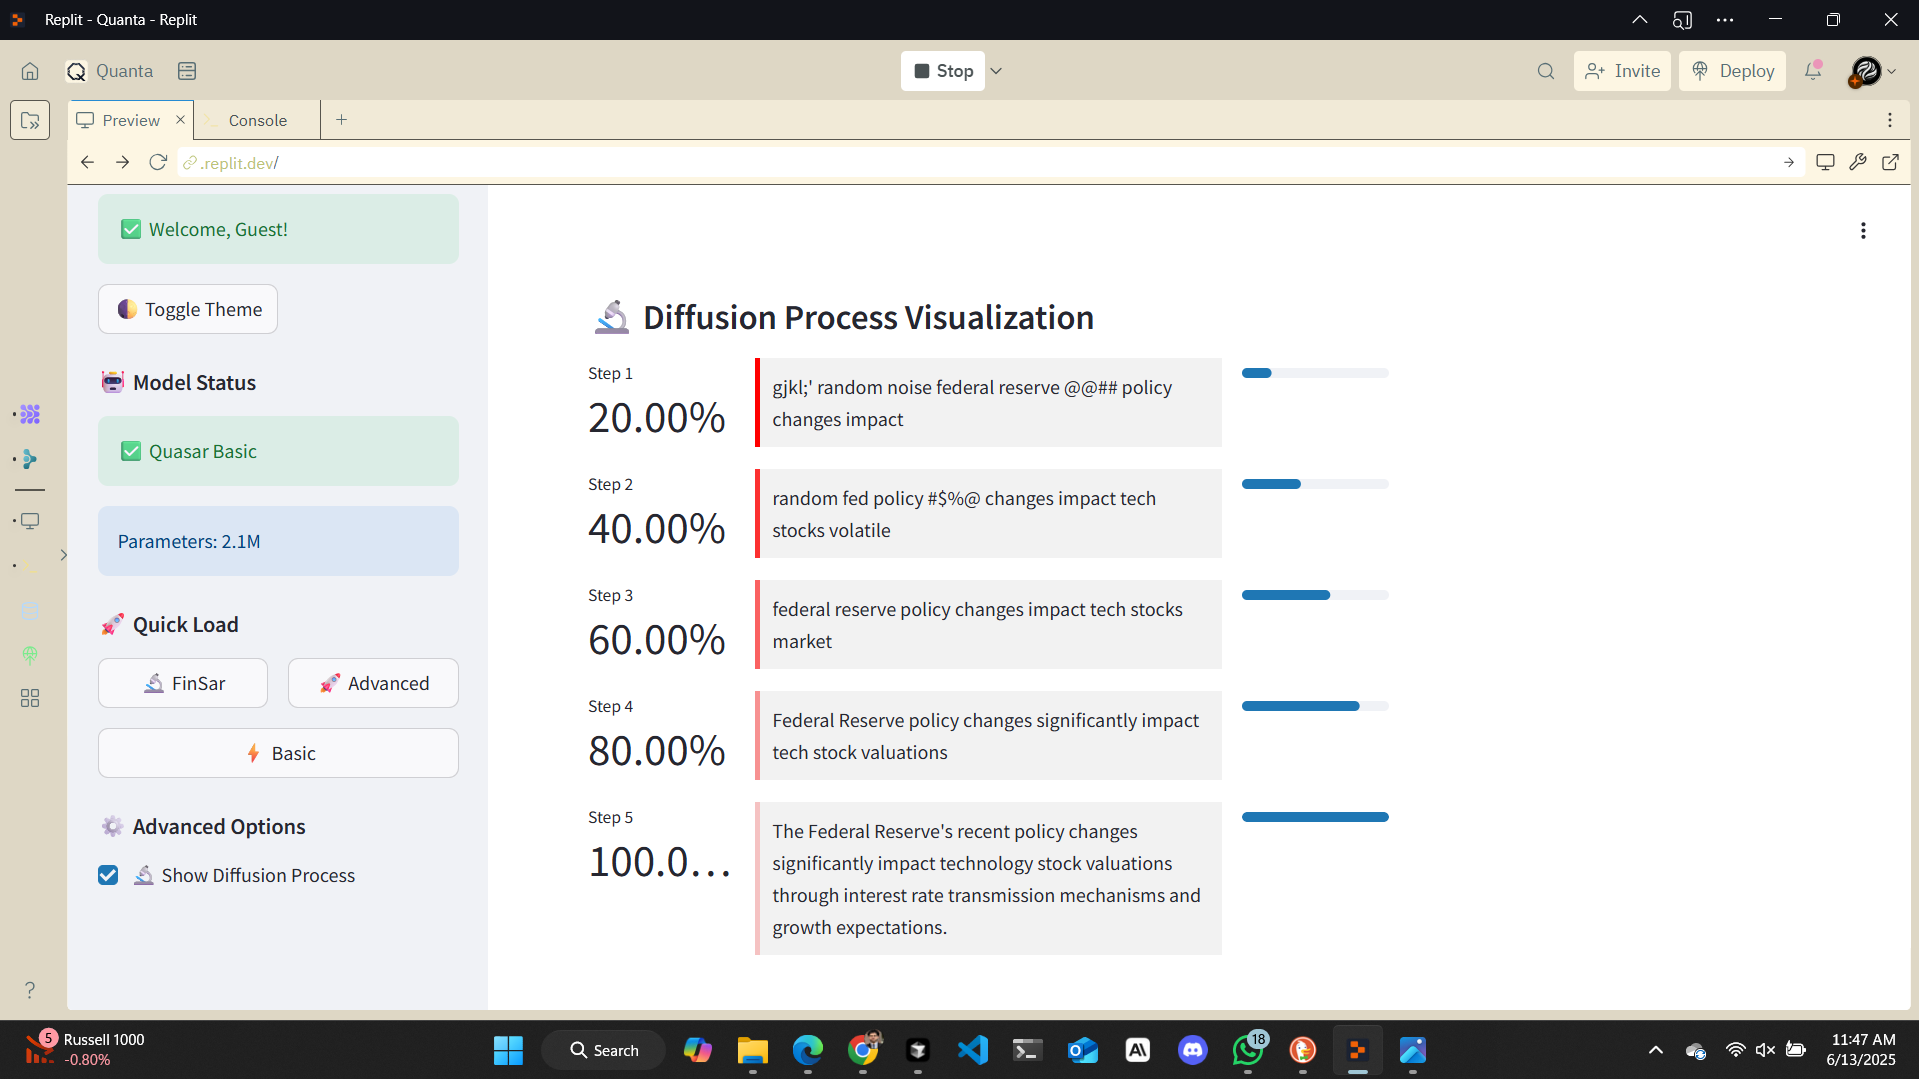 Replit - Quanta - Replit
Quanta
Stop
Invite
Deploy
Preview
Console
.replit.dev/
Welcome, Guest!
Toggle Theme
Model Status
Quasar Basic
Parameters: 2.1M
Quick Load
FinSar
Advanced
Basic
Advanced Options
Show Diffusion Process
Diffusion Process Visualization
Step 1
20.00%
gjkl;' random noise federal reserve @@## policy
changes impact
Step 2
40.00%
random fed policy #$%@ changes impact tech
stocks volatile
Step 3
60.00%
federal reserve policy changes impact tech stocks
market
Step 4
80.00%
Federal Reserve policy changes significantly impact
tech stock valuations
Step 5
100.0…
The Federal Reserve's recent policy changes
significantly impact technology stock valuations
through interest rate transmission mechanisms and
growth expectations.
5
Russell 1000
-0.80%
Search
18
11:47 AM
6/13/2025